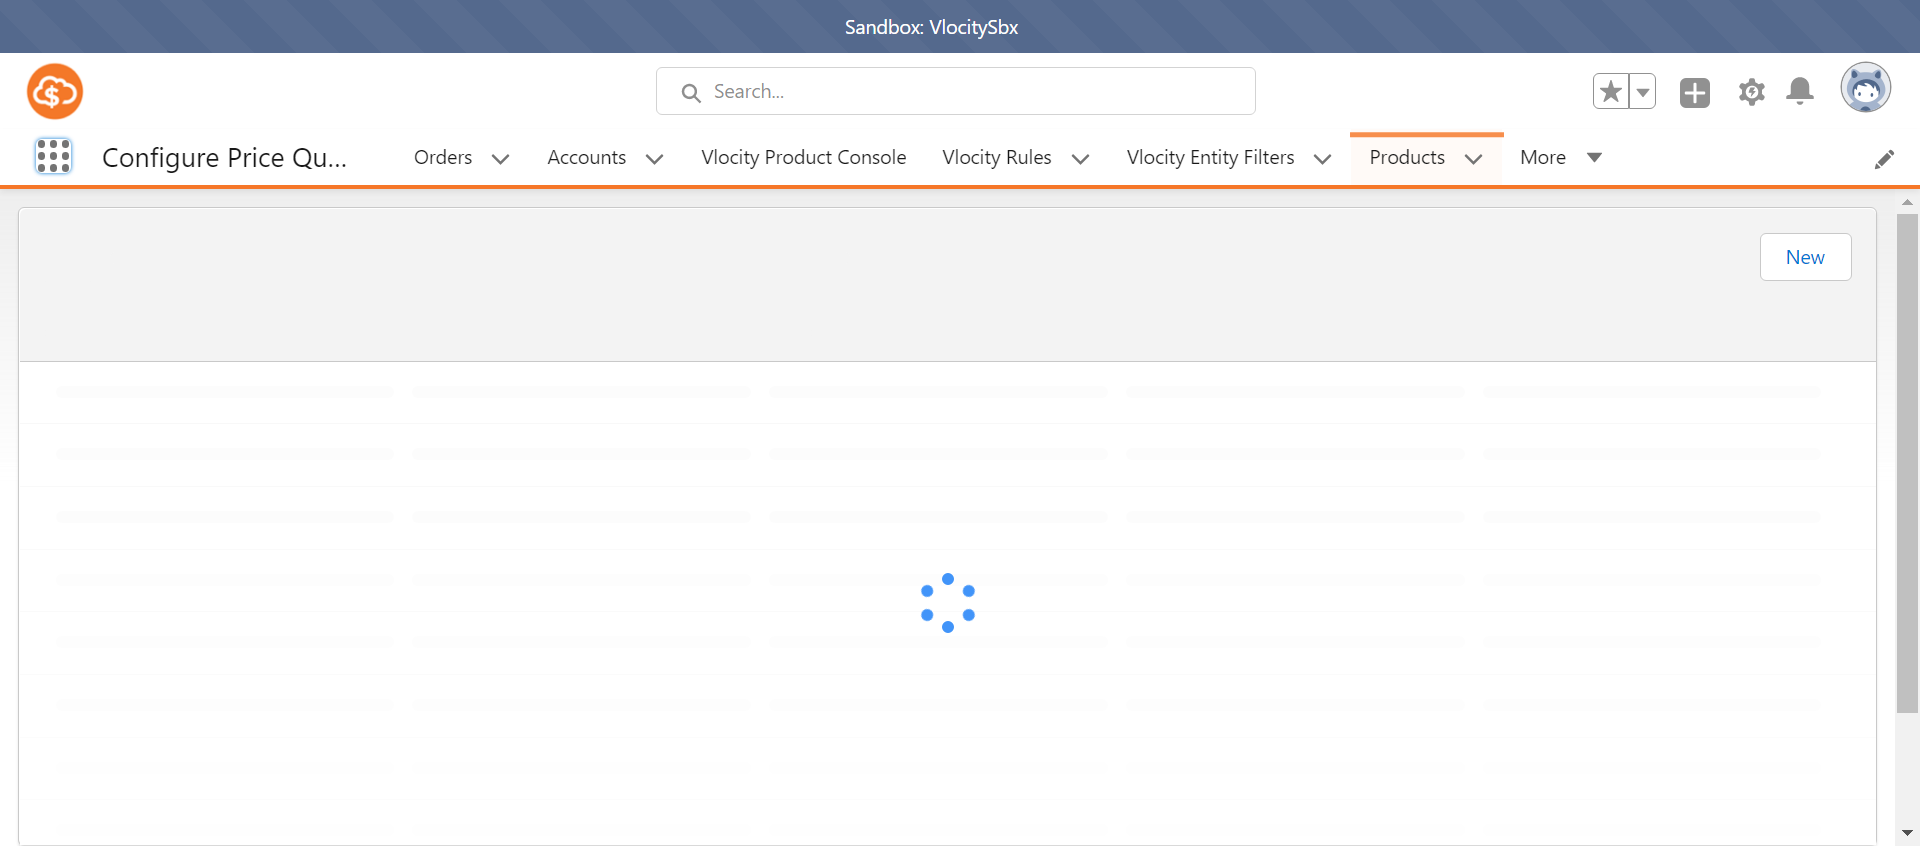 Sandbox: VlocitySbx
Search...
Configure Price Qu... Orders Accounts Vlocity Product Console Vlocity Rules Vlocity Entity Filters Products More
New